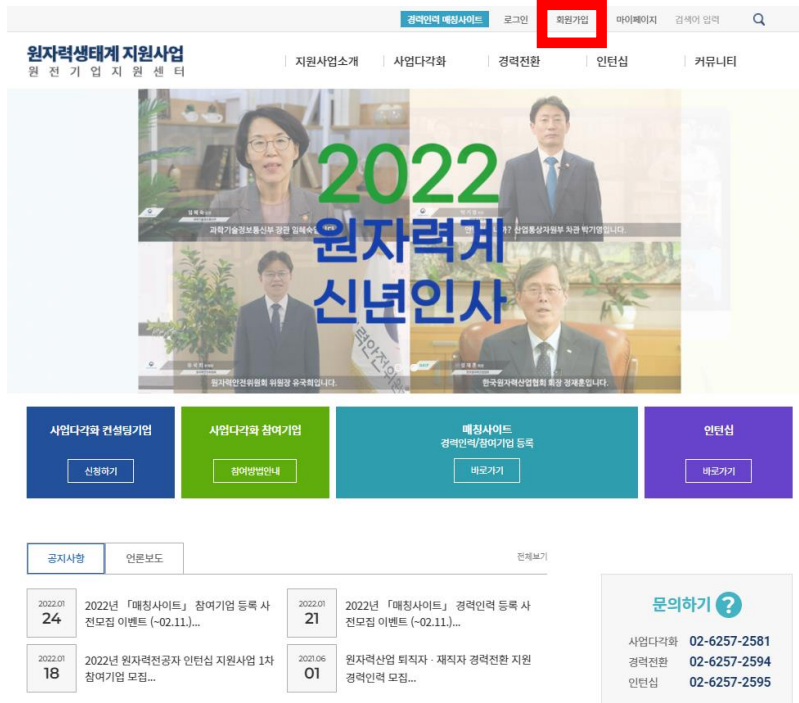 경력인력 매칭사이트 로그인 회원가입 마이페이지 검색어 입력
원자력생태계 지원사업
원전기업지원센터
지원사업소개 사업다각화 경력전환 인턴십 커뮤니티
2022
원자력계
신년인사
과학기술정보통신부 장관 임혜숙
산업통상자원부 차관 박기영입니다.
원자력안전위원회 위원장 유국희입니다.
한국원자력산업협회 회장 정재훈입니다.
사업다각화 컨설팅기업
신청하기
사업다각화 참여기업
참여방법안내
매칭사이트
경력인력/참여기업 등록
바로가기
인턴십
바로가기
공지사항 언론보도 전체보기
2022.01
24
2022년 「매칭사이트」 참여기업 등록 사
전모집 이벤트 (~02.11.)...
2022.01
21
2022년 「매칭사이트」 경력인력 등록 사
전모집 이벤트 (~02.11.)...
2022.01
18
2022년 원자력전공자 인턴십 지원사업 1차
참여기업 모집...
2021.06
01
원자력산업 퇴직자 · 재직자 경력전환 지원
경력인력 모집...
문의하기 ?
사업다각화 02-6257-2581
경력전환 02-6257-2594
인턴십 02-6257-2595